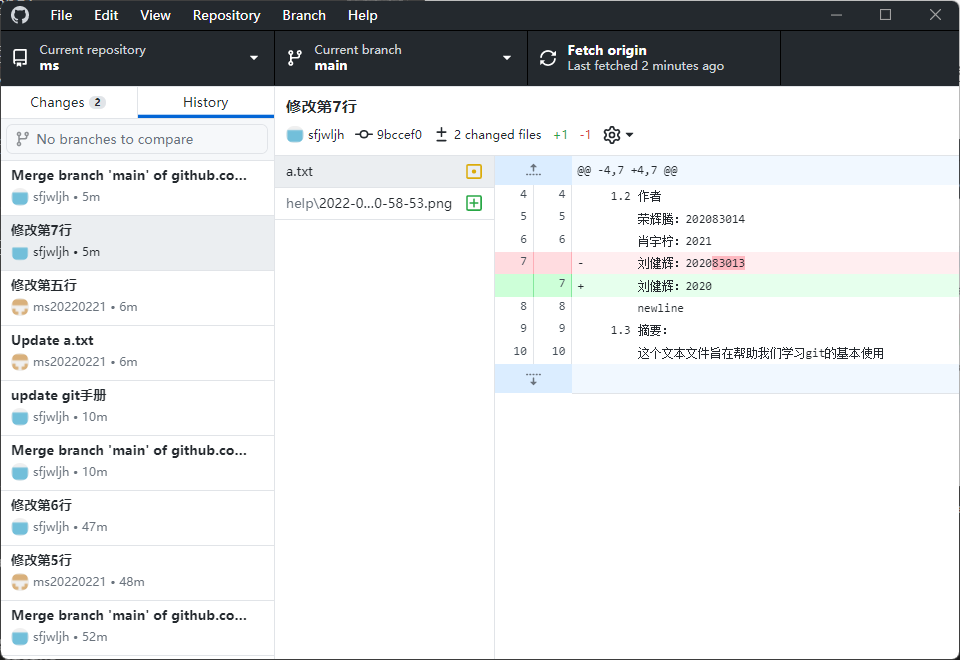 File Edit View Repository Branch Help
Current repository
ms
Current branch
main
Fetch origin
Last fetched 2 minutes ago
Changes 2
History
No branches to compare
Merge branch 'main' of github.co...
sfjwljh • 5m
修改第7行
sfjwljh • 5m
修改第五行
ms20220221 • 6m
Update a.txt
ms20220221 • 6m
update git手册
sfjwljh • 10m
Merge branch 'main' of github.co...
sfjwljh • 10m
修改第6行
sfjwljh • 47m
修改第5行
ms20220221 • 48m
Merge branch 'main' of github.co...
sfjwljh • 52m
修改第7行
sfjwljh 9bccef0 2 changed files +1 -1
a.txt
help\2022-0...0-58-53.png
@@ -4,7 +4,7 @@
4 4 1.2 作者
5 5 荣辉腾：202083014
6 6 肖宇柠：2021
7 - 刘健辉：202083013
7 + 刘健辉：2020
8 8 newline
9 9 1.3 摘要：
10 10 这个文本文件旨在帮助我们学习git的基本使用